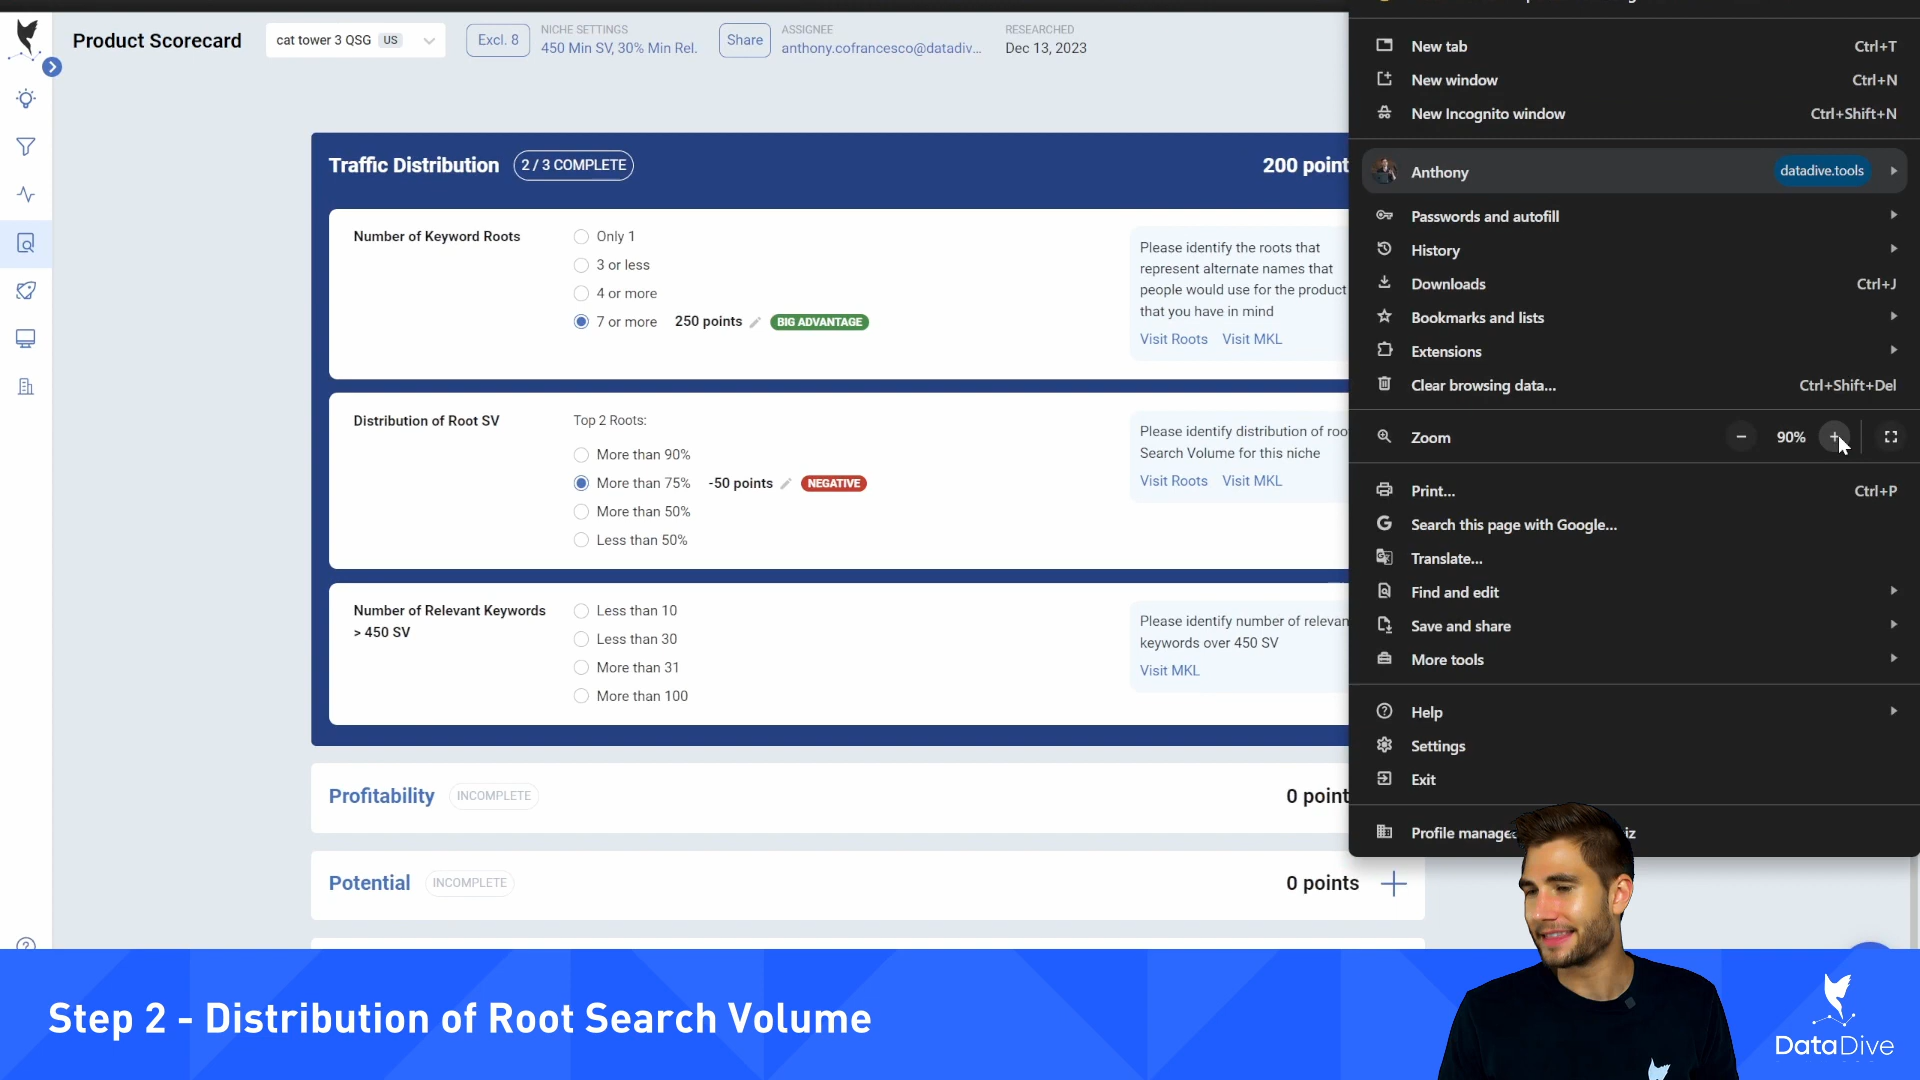 Product Scorecard
cat tower 3 QSG US
Excl. 8
NICHE SETTINGS
450 Min SV, 30% Min Rel.
Share
ASSIGNEE
anthony.cofrancesco@datadiv...
RESEARCHED
Dec 13, 2023
Traffic Distribution
2 / 3 COMPLETE
200 point
Number of Keyword Roots
Only 1
3 or less
4 or more
7 or more 250 points BIG ADVANTAGE
Please identify the roots that
represent alternate names that
people would use for the product
that you have in mind
Visit Roots Visit MKL
Distribution of Root SV
Top 2 Roots:
More than 90%
More than 75% -50 points NEGATIVE
More than 50%
Less than 50%
Please identify distribution of roo
Search Volume for this niche
Visit Roots Visit MKL
Number of Relevant Keywords
> 450 SV
Less than 10
Less than 30
More than 31
More than 100
Please identify number of relevan
keywords over 450 SV
Visit MKL
Profitability INCOMPLETE 0 point
Potential INCOMPLETE 0 points
New tab Ctrl+T
New window Ctrl+N
New Incognito window Ctrl+Shift+N
Anthony datadive.tools
Passwords and autofill
History
Downloads Ctrl+J
Bookmarks and lists
Extensions
Clear browsing data... Ctrl+Shift+Del
Zoom 90%
Print... Ctrl+P
Search this page with Google...
Translate...
Find and edit
Save and share
More tools
Help
Settings
Exit
Profile manage iz
Step 2 - Distribution of Root Search Volume
DataDive